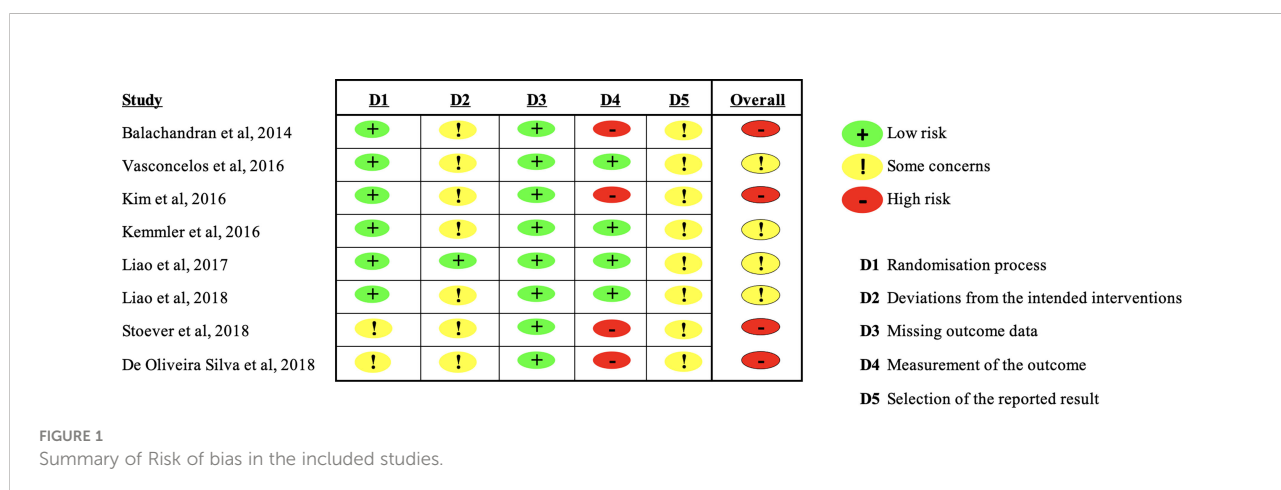 Study D1 D2 D3 D4 D5 Overall
Balachandran et al, 2014 + ! + - ! -
Vasconcelos et al, 2016 + ! + + ! !
Kim et al, 2016 + ! + - ! -
Kemmler et al, 2016 + ! + + ! !
Liao et al, 2017 + + + + ! !
Liao et al, 2018 + ! + + ! !
Stoever et al, 2018 ! ! + - ! -
De Oliveira Silva et al, 2018 ! ! + - ! -
+ Low risk
! Some concerns
- High risk
D1 Randomisation process
D2 Deviations from the intended interventions
D3 Missing outcome data
D4 Measurement of the outcome
D5 Selection of the reported result
FIGURE 1
Summary of Risk of bias in the included studies.